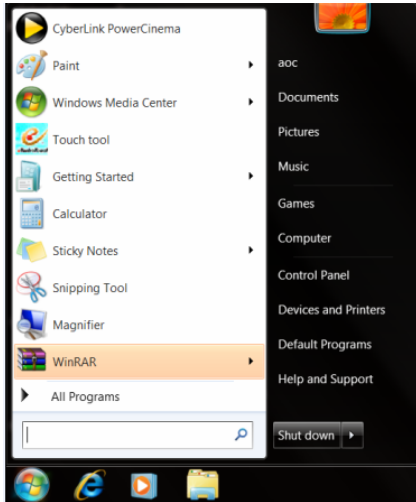 CyberLink PowerCinema
Paint
Windows Media Center
Touch tool
Getting Started
Calculator
Sticky Notes
Snipping Tool
Magnifier
WinRAR
All Programs
aoc
Documents
Pictures
Music
Games
Computer
Control Panel
Devices and Printers
Default Programs
Help and Support
Shut down